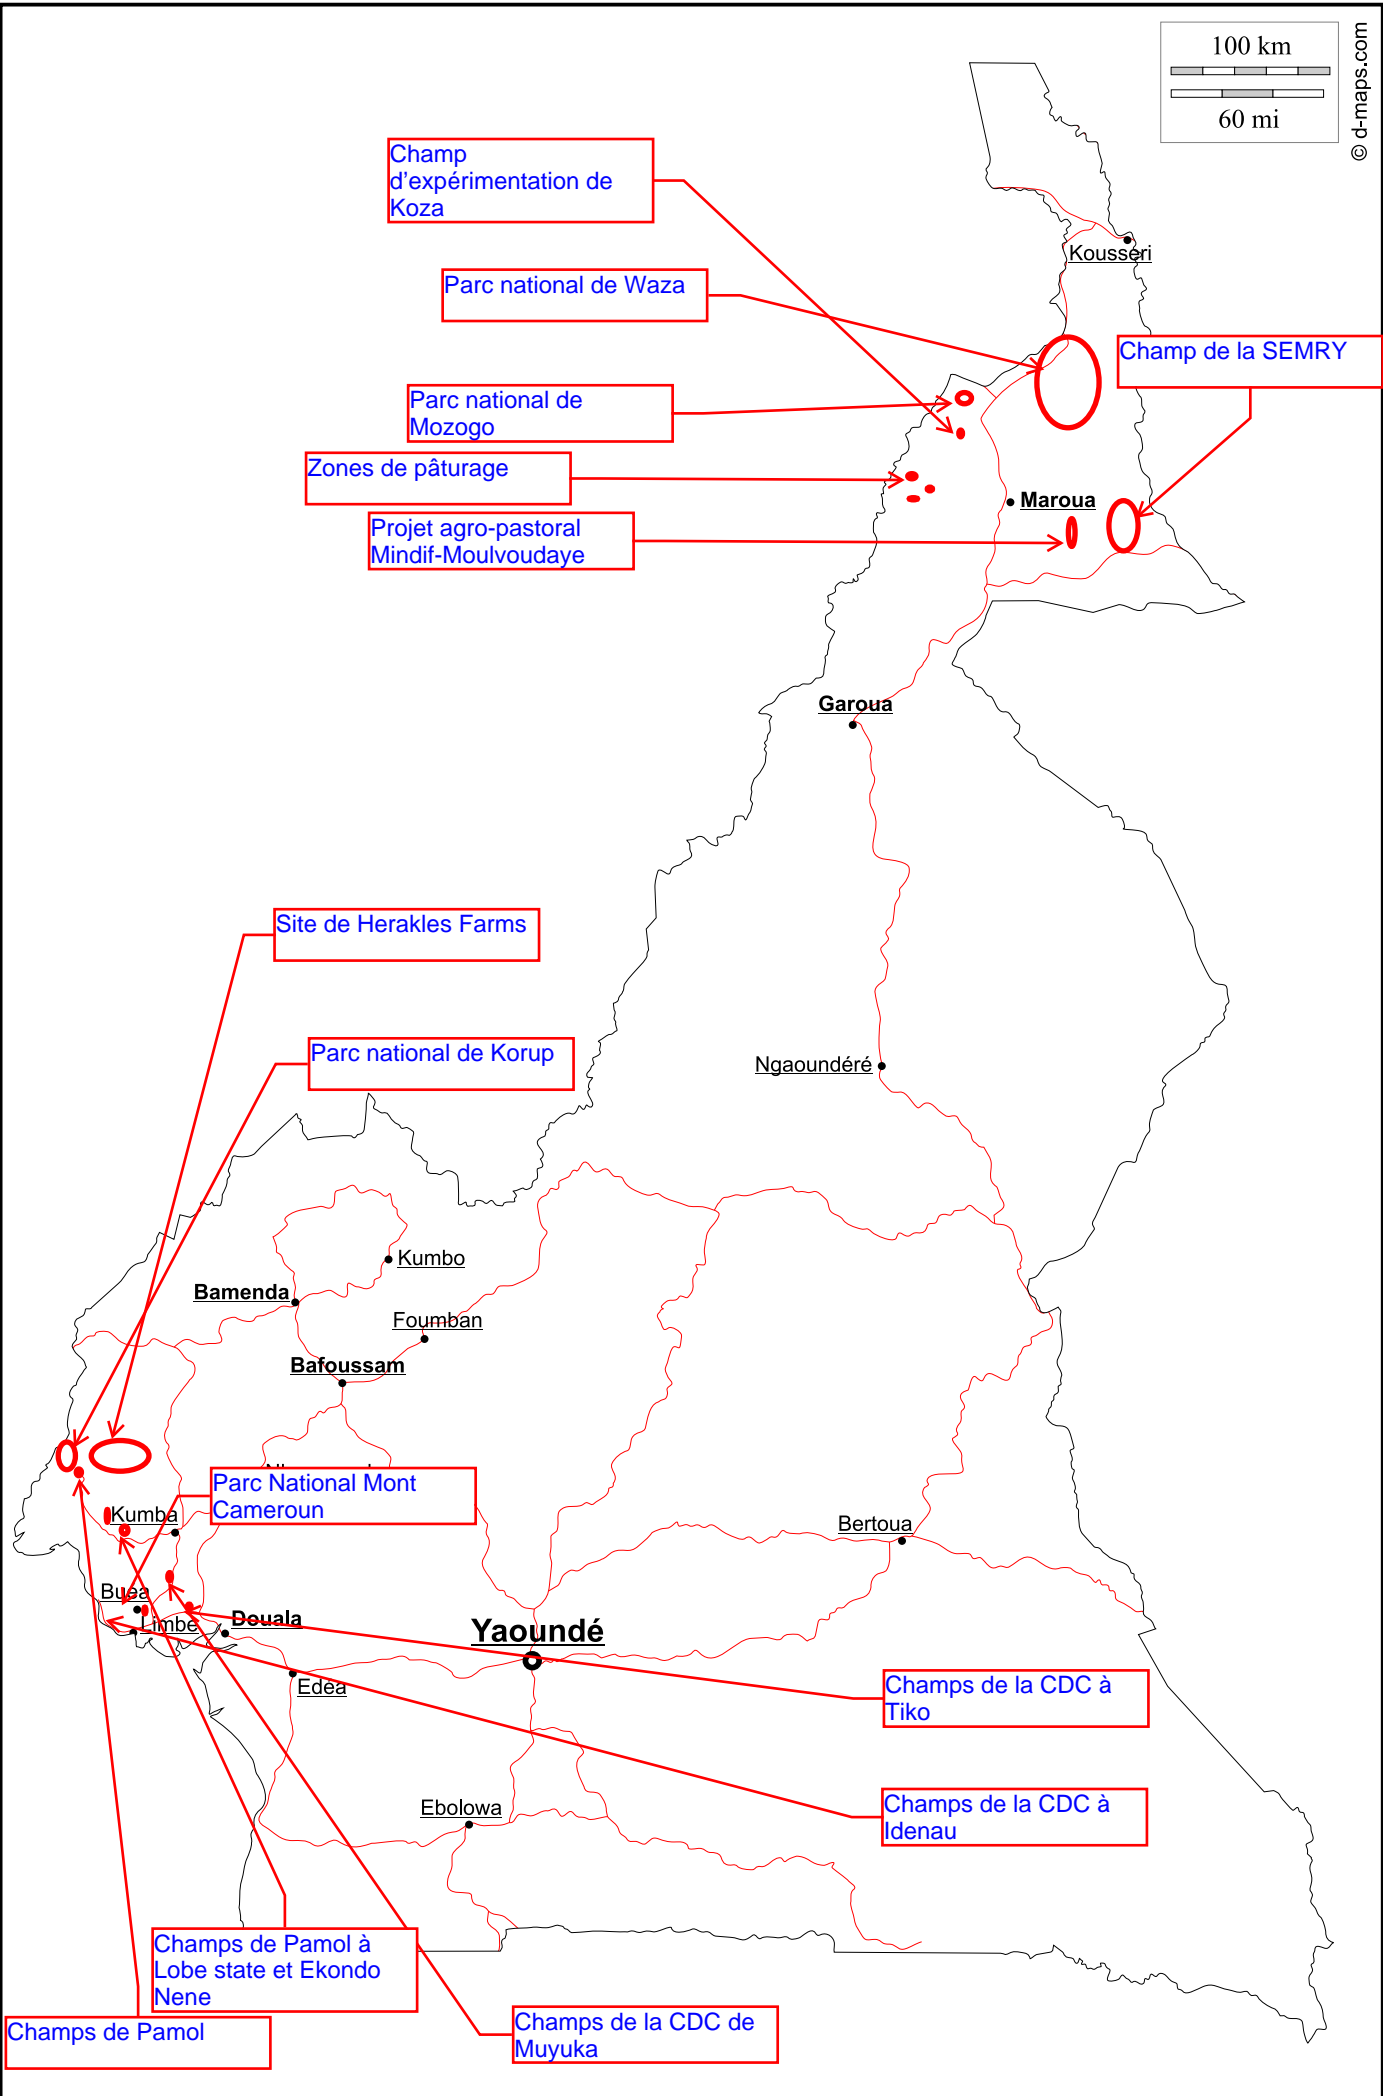 100 km
60 mi
© d-maps.com
Champ
d'expérimentation de
Koza
Kousseri
Parc national de Waza
Champ de la SEMRY
Parc national de
Mozogo
Zones de pâturage
Maroua
Projet agro-pastoral
Mindif-Moulvoudaye
Garoua
Site de Herakles Farms
Parc national de Korup
Ngaoundéré
Kumbo
Bamenda
Foumban
Bafoussam
Parc National Mont
Cameroun
Kumba
Bertoua
Buea
Limbe
Douala
Yaoundé
Edea
Champs de la CDC à
Tiko
Ebolowa
Champs de la CDC à
Idenau
Champs de Pamol à
Lobe state et Ekondo
Nene
Champs de Pamol
Champs de la CDC de
Muyuka